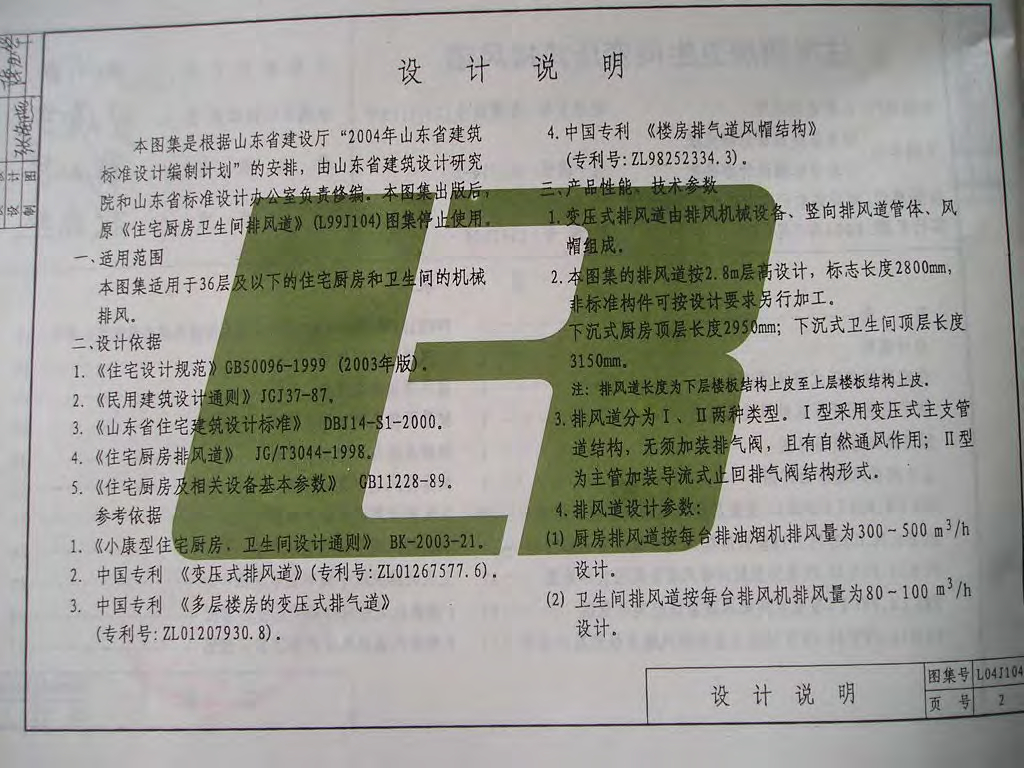 设 计 说 明
本图集是根据山东省建设厅“2004年山东省建筑
标准设计编制计划”的安排，由山东省建筑设计研究
院和山东省标准设计办公室负责修编。本图集出版后，
原《住宅厨房卫生间排风道》(L99J104)图集停止使用。
一、适用范围
本图集适用于36层及以下的住宅厨房和卫生间的机械
排风。
二、设计依据
1.《住宅设计规范》GB50096-1999 (2003年版)。
2.《民用建筑设计通则》JGJ37-87。
3.《山东省住宅建筑设计标准》 DBJ14-S1-2000。
4.《住宅厨房排风道》 JG/T3044-1998。
5.《住宅厨房及相关设备基本参数》 GB11228-89。
参考依据
1.《小康型住宅厨房、卫生间设计通则》 BK-2003-21。
2. 中国专利 《变压式排风道》(专利号:ZL01267577.6)。
3. 中国专利 《多层楼房的变压式排气道》
(专利号:ZL01207930.8)。
4.中国专利 《楼房排气道风帽结构》
(专利号:ZL98252334.3)。
三、产品性能、技术参数
1.变压式排风道由排风机械设备、竖向排风道管体、风
帽组成。
2.本图集的排风道按2.8m层高设计，标志长度2800mm，
非标准构件可按设计要求另行加工。
下沉式厨房顶层长度2950mm；下沉式卫生间顶层长度
3150mm。
注：排风道长度为下层楼板结构上皮至上层楼板结构上皮。
3.排风道分为Ⅰ、Ⅱ两种类型．Ⅰ型采用变压式主支管
道结构，无须加装排气阀，且有自然通风作用；Ⅱ型
为主管加装导流式止回排气阀结构形式。
4.排风道设计参数：
(1) 厨房排风道按每台排油烟机排风量为300～500 m³/h
设计。
(2) 卫生间排风道按每台排风机排风量为80～100 m³/h
设计。
设 计 说 明
图集号 L04J104
页 号 2
设 计
制 图